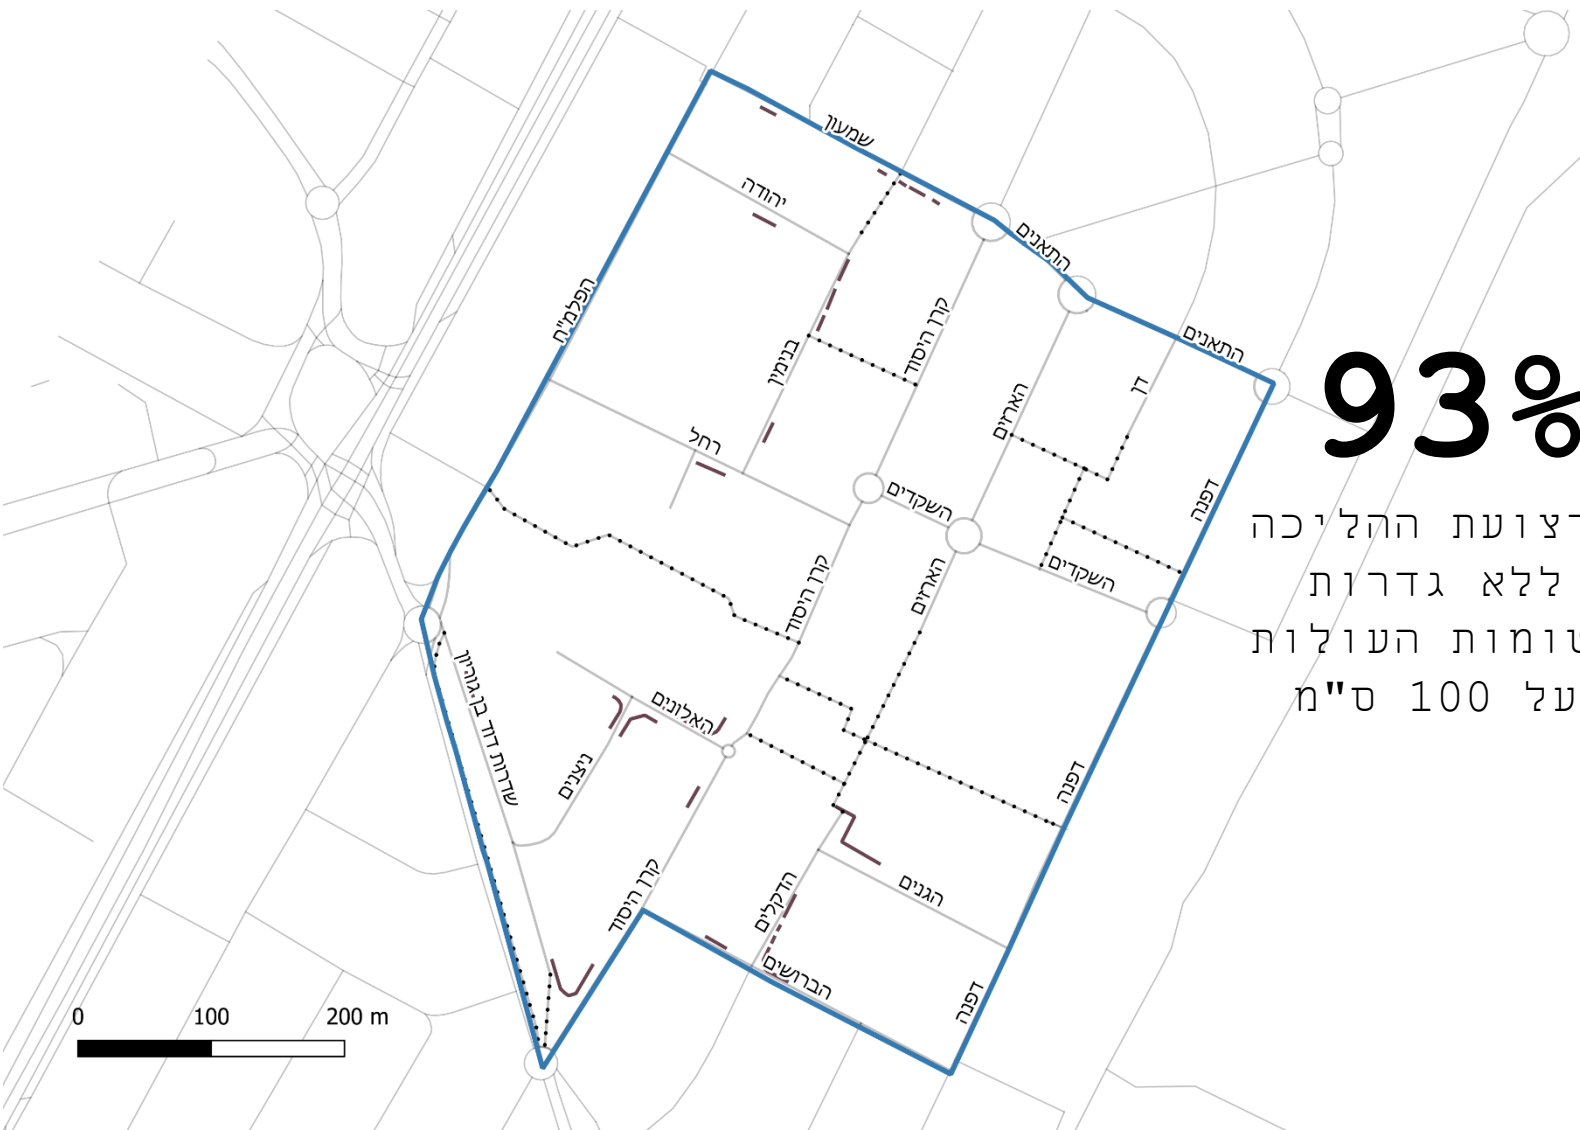 שמעון
יהודה
התאנים
הפלמ"ח
קרן היסוד
התאנים
בנימין
הארזים
דן
93%
רחל
השקדים
דפנה
צועת ההליכה
קרן היסוד
הארזים
השקדים
ללא גדרות
ומות העולות
שדרות דוד בן גוריון
האלונים
על 100 ס"מ
ניצנים
דפנה
קרן היסוד
הדקלים
הגנים
הברושים
דפנה
0 100 200 m